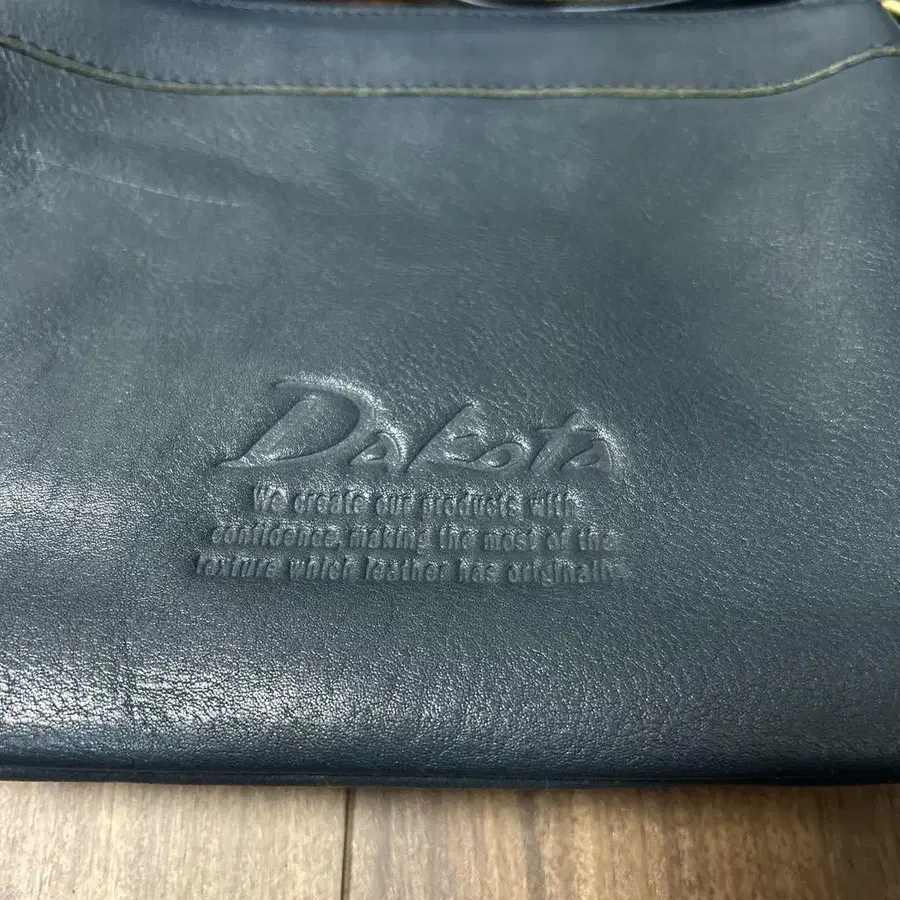 Dakota
We create our products with
confidence, making the most of the
texture which leather has originally